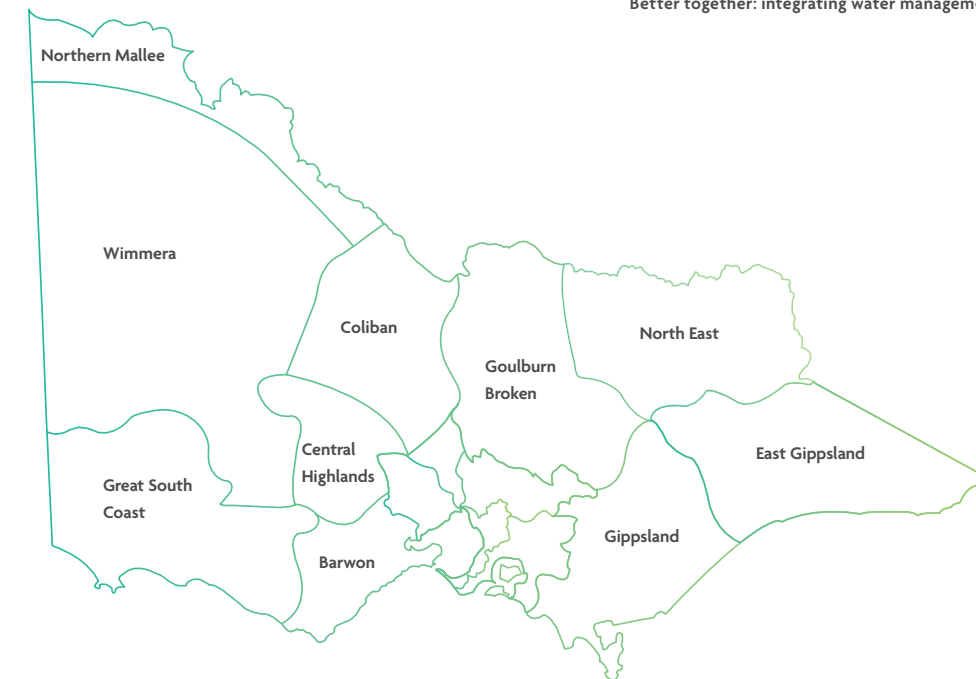 Better together: integrating water
Northern Mallee
Wimmera
Coliban
North East
Goulburn
Broken
Central
Highlands
East Gippsland
Great South
Coast
Gippsland
Barwon